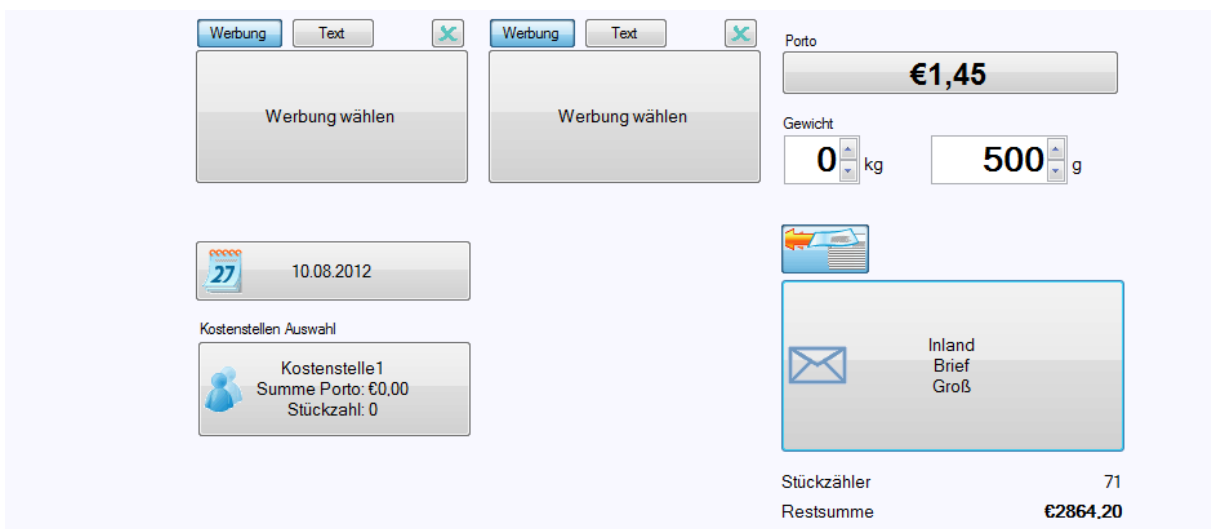 Werbung Text
Werbung wählen
Werbung Text
Werbung wählen
Porto
€1,45
Gewicht
0 kg 500 g
27 10.08.2012
Kostenstellen Auswahl
Kostenstelle1
Summe Porto: €0,00
Stückzahl: 0
Inland
Brief
Groß
Stückzähler 71
Restsumme €2864,20